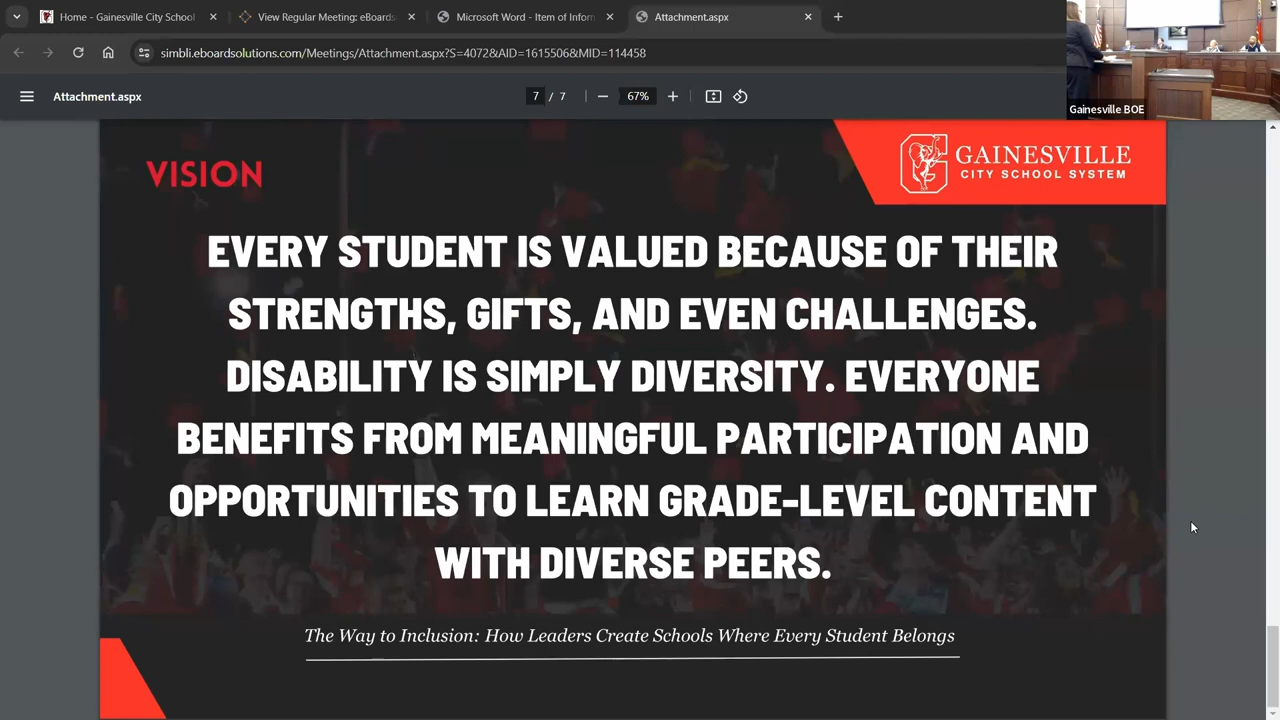 Home - Gainesville City School
View Regular Meeting: eBoards
Microsoft Word - Item of Inform
Attachment.aspx
simbli.eboardsolutions.com/Meetings/Attachment.aspx?S=4072&AID=16155068&MID=114458
Attachment.aspx
7 / 7
67%
Gainesville BOE
VISION
GAINESVILLE
CITY SCHOOL SYSTEM
EVERY STUDENT IS VALUED BECAUSE OF THEIR
STRENGTHS, GIFTS, AND EVEN CHALLENGES.
DISABILITY IS SIMPLY DIVERSITY. EVERYONE
BENEFITS FROM MEANINGFUL PARTICIPATION AND
OPPORTUNITIES TO LEARN GRADE-LEVEL CONTENT
WITH DIVERSE PEERS.
The Way to Inclusion: How Leaders Create Schools Where Every Student Belongs